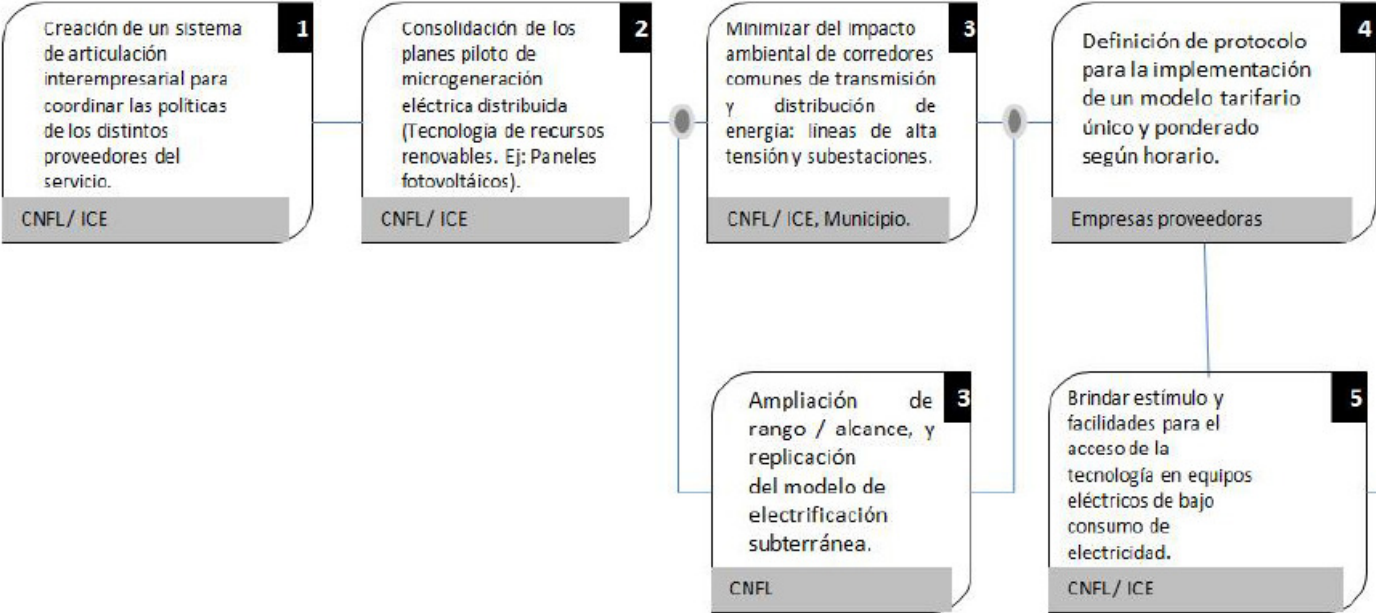 Creación de un sistema
de articulación
interempresarial para
coordinar las políticas
de los distintos
proveedores del
servicio.
1
CNFL/ ICE
Consolidación de los
planes piloto de
microgeneración
eléctrica distribuida
(Tecnología de recursos
renovables. Ej: Paneles
fotovoltáicos).
2
CNFL/ ICE
Minimizar del impacto
ambiental de corredores
comunes de transmisión
y distribución de
energía: líneas de alta
tensión y subestaciones.
3
CNFL/ ICE, Municipio.
Definición de protocolo
para la implementación
de un modelo tarifario
único y ponderado
según horario.
4
Empresas proveedoras
Ampliación de
rango / alcance, y
replicación
del modelo de
electrificación
subterránea.
3
CNFL
Brindar estímulo y
facilidades para el
acceso de la
tecnología en equipos
eléctricos de bajo
consumo de
electricidad.
5
CNFL/ ICE